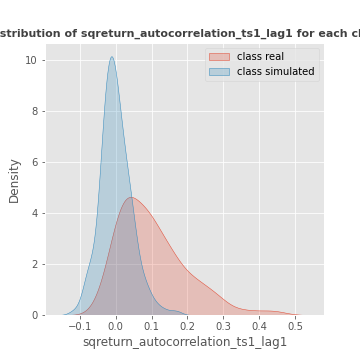 stribution of sqreturn_autocorrelation_ts1_lag1 for each cl
class real
class simulated
10
8
6
4
2
0
Density
−0.1 0.0 0.1 0.2 0.3 0.4 0.5
sqreturn_autocorrelation_ts1_lag1